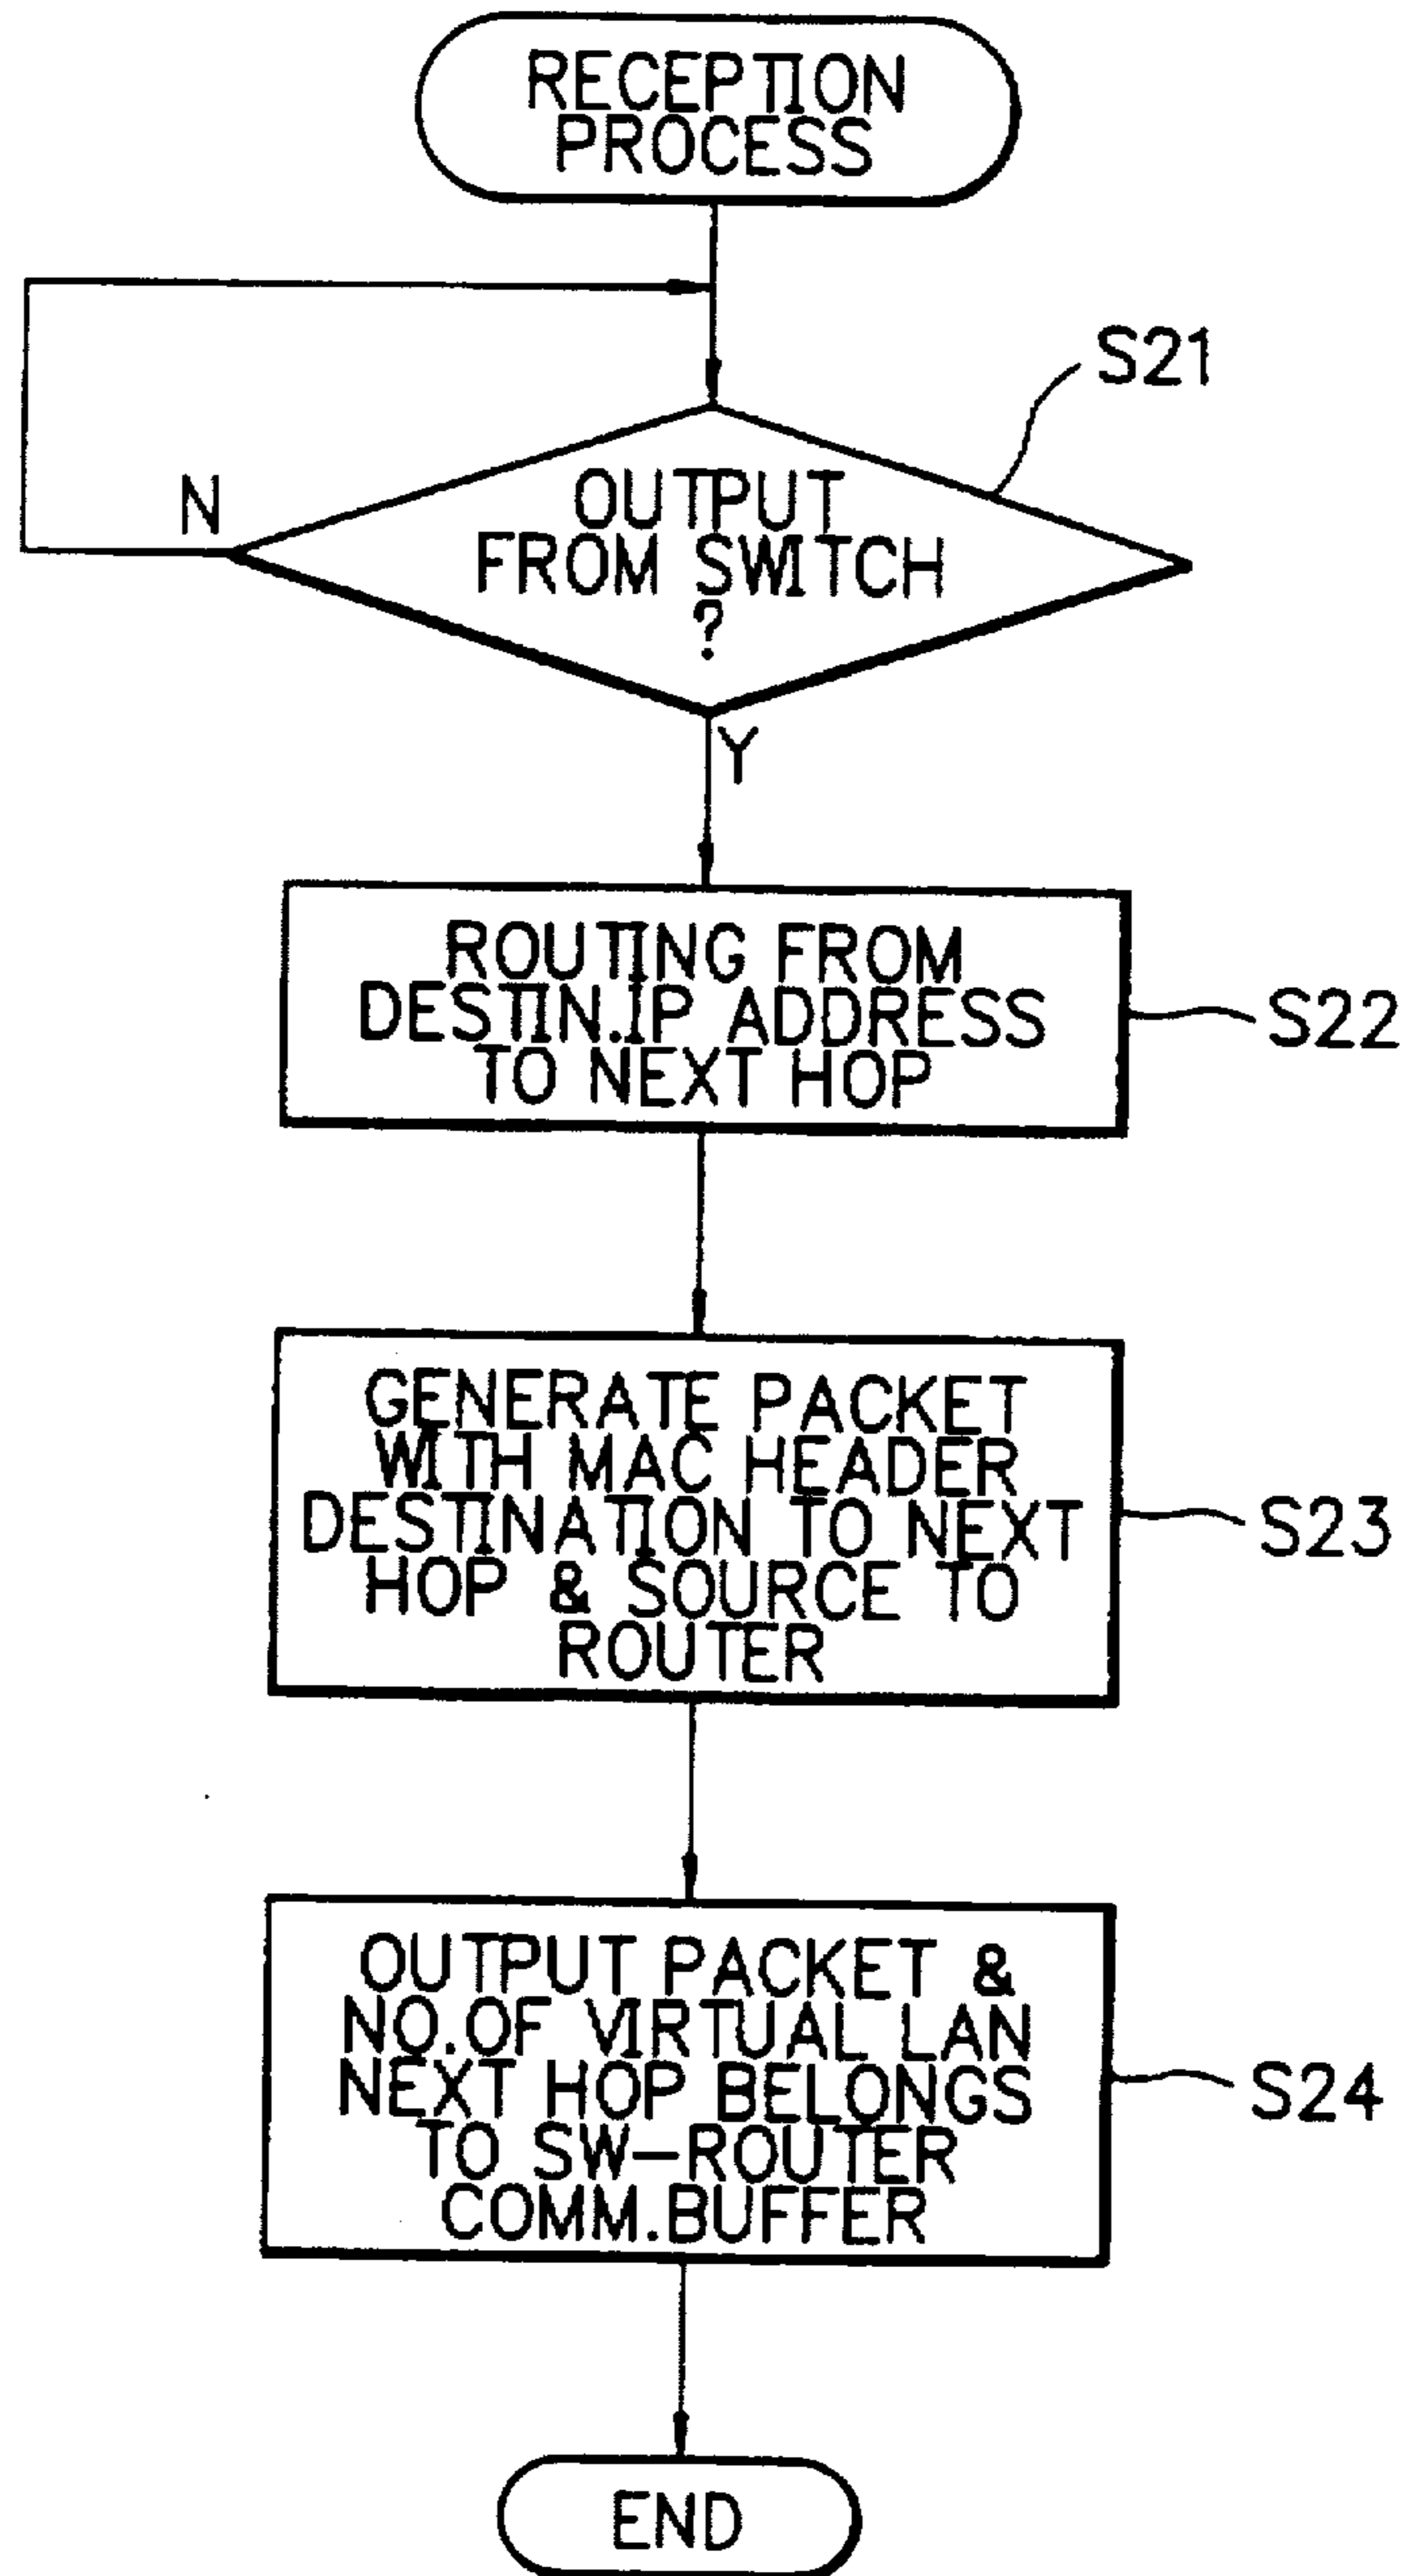 RECEPTION
PROCESS
S21
OUTPUT
FROM SWITCH
?
N
Y
ROUTING FROM
DESTIN.IP ADDRESS
TO NEXT HOP
S22
GENERATE PACKET
WITH MAC HEADER
DESTINATION TO NEXT
HOP & SOURCE TO
ROUTER
S23
OUTPUT PACKET &
NO.OF VIRTUAL LAN
NEXT HOP BELONGS
TO SW-ROUTER
COMM.BUFFER
S24
END